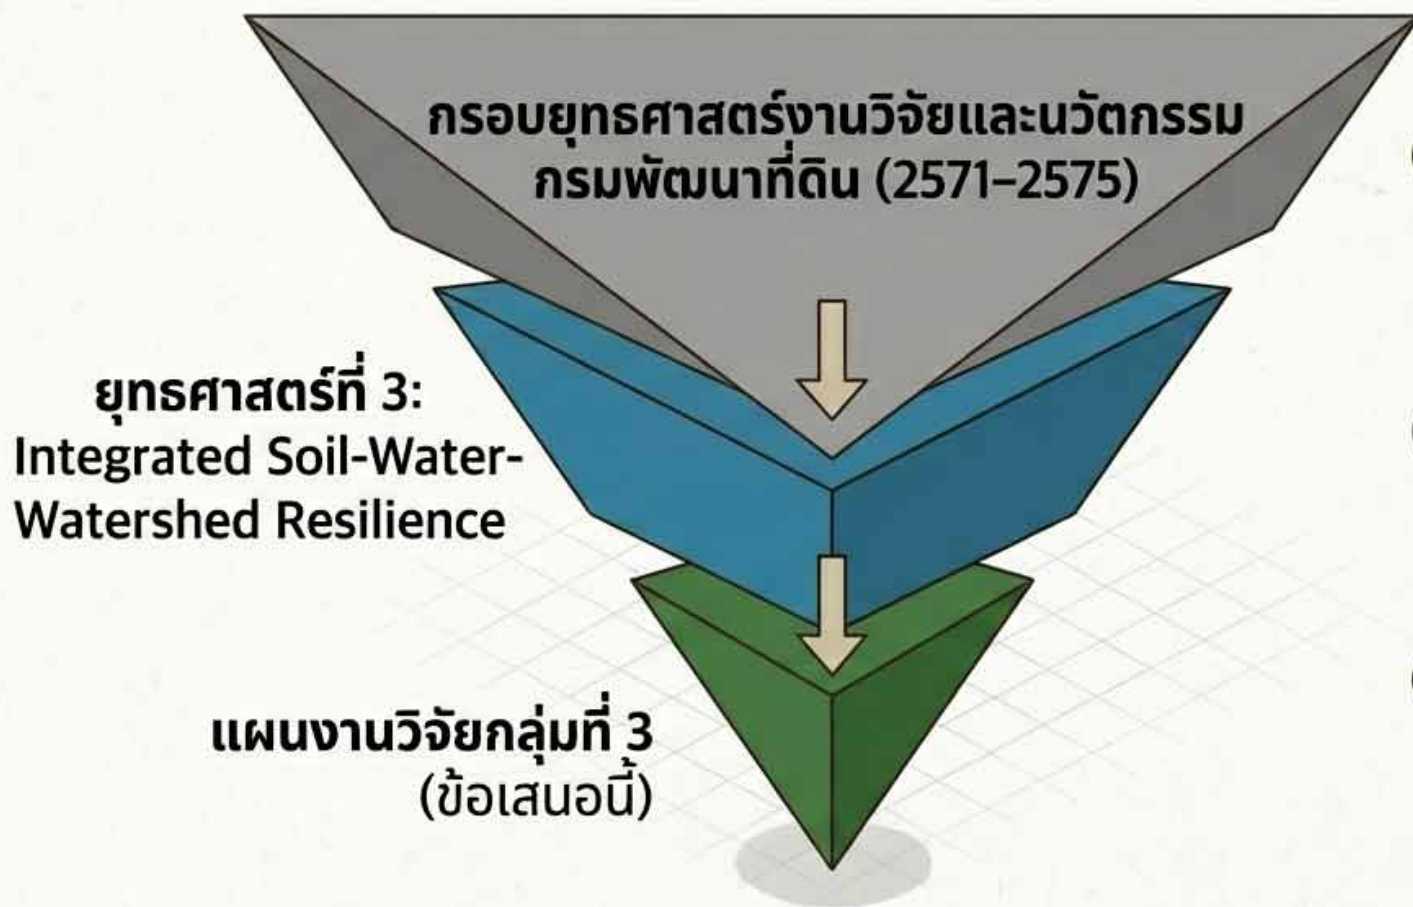 กรอบยุทธศาสตร์งานวิจัยและนวัตกรรม
กรมพัฒนาที่ดิน (2571–2575)
ยุทธศาสตร์ที่ 3:
Integrated Soil-Water-
Watershed Resilience
แผนงานวิจัยกลุ่มที่ 3
(ข้อเสนอนี้)